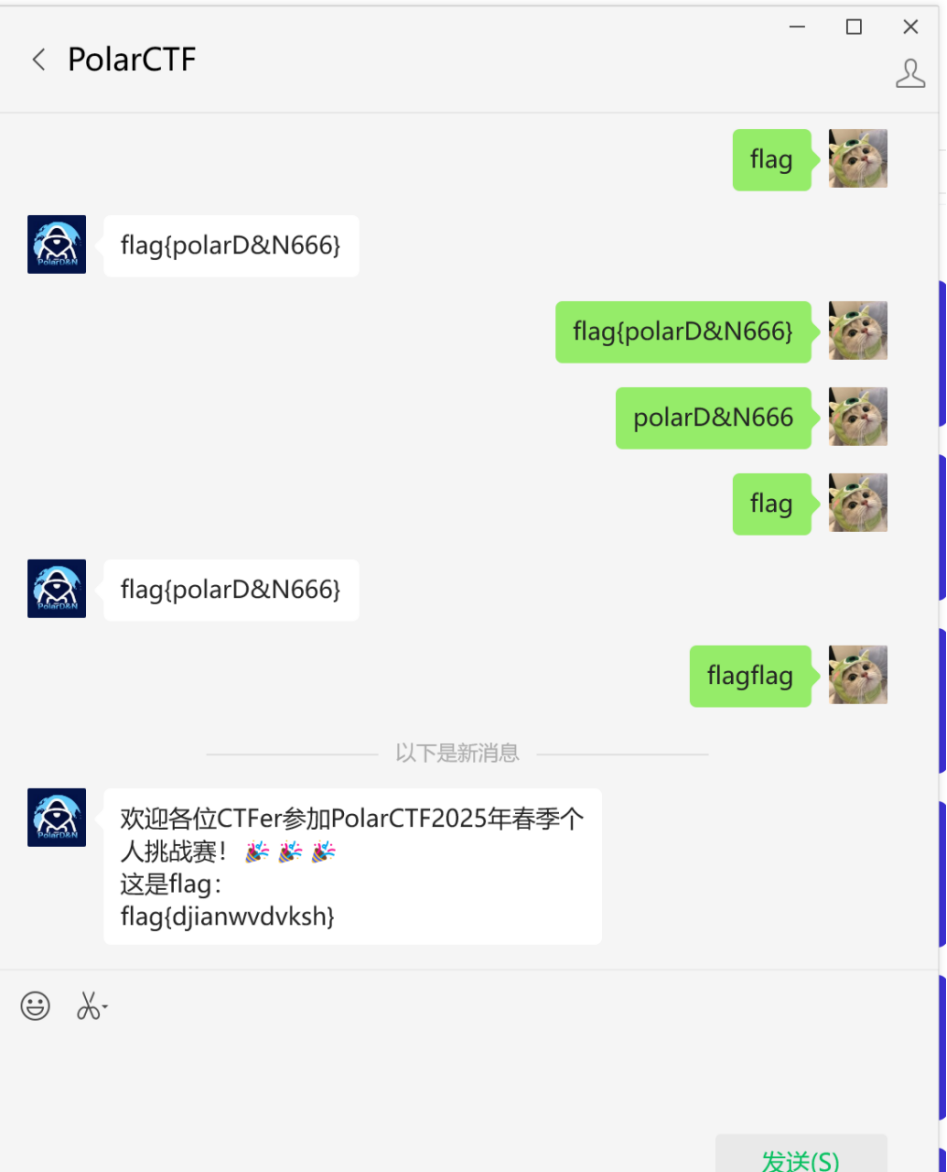 PolarCTF
flag
flag{polarD&N666}
flag{polarD&N666}
polarD&N666
flag
flag{polarD&N666}
flagflag
以下是新消息
欢迎各位CTFer参加PolarCTF2025年春季个
人挑战赛！🎉🎉🎉
这是flag：
flag{djianwvdvksh}
发送(S)